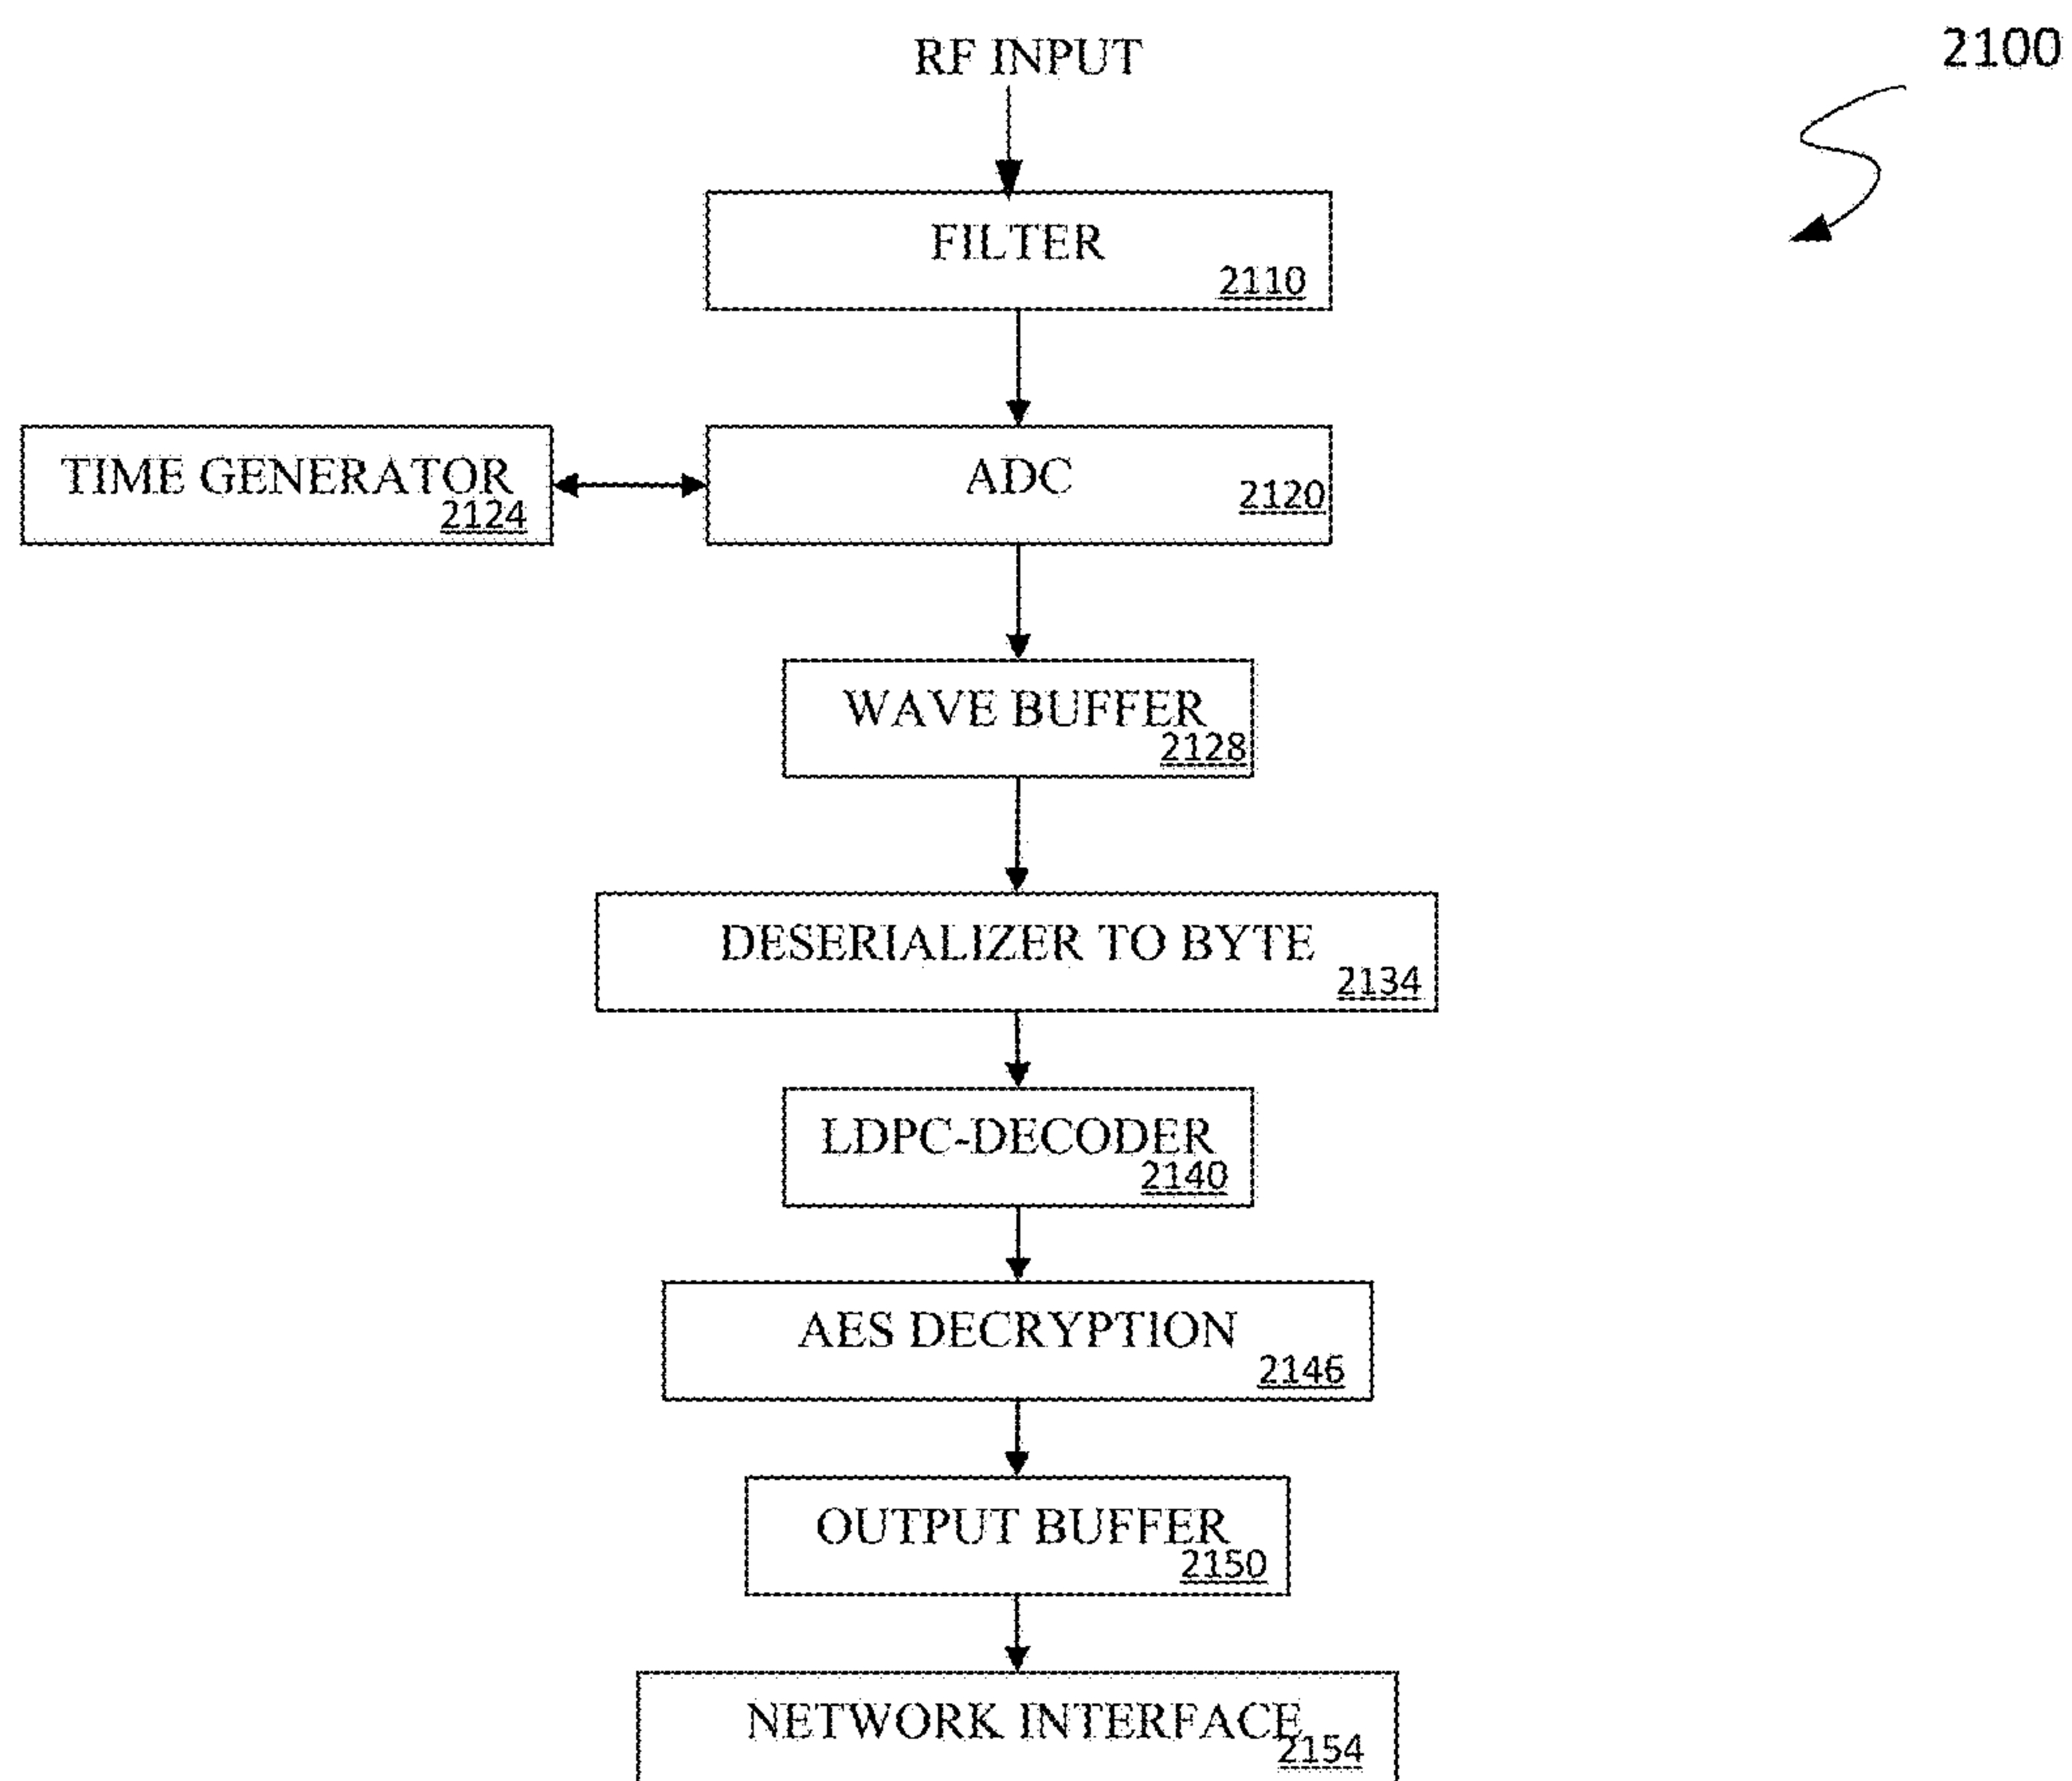 RF INPUT
2100
FILTER
2110
TIME GENERATOR
2124
ADC
2120
WAVE BUFFER
2128
DESERIALIZER TO BYTE
2134
LDPC-DECODER
2140
AES DECRYPTION
2146
OUTPUT BUFFER
2150
NETWORK INTERFACE
2154